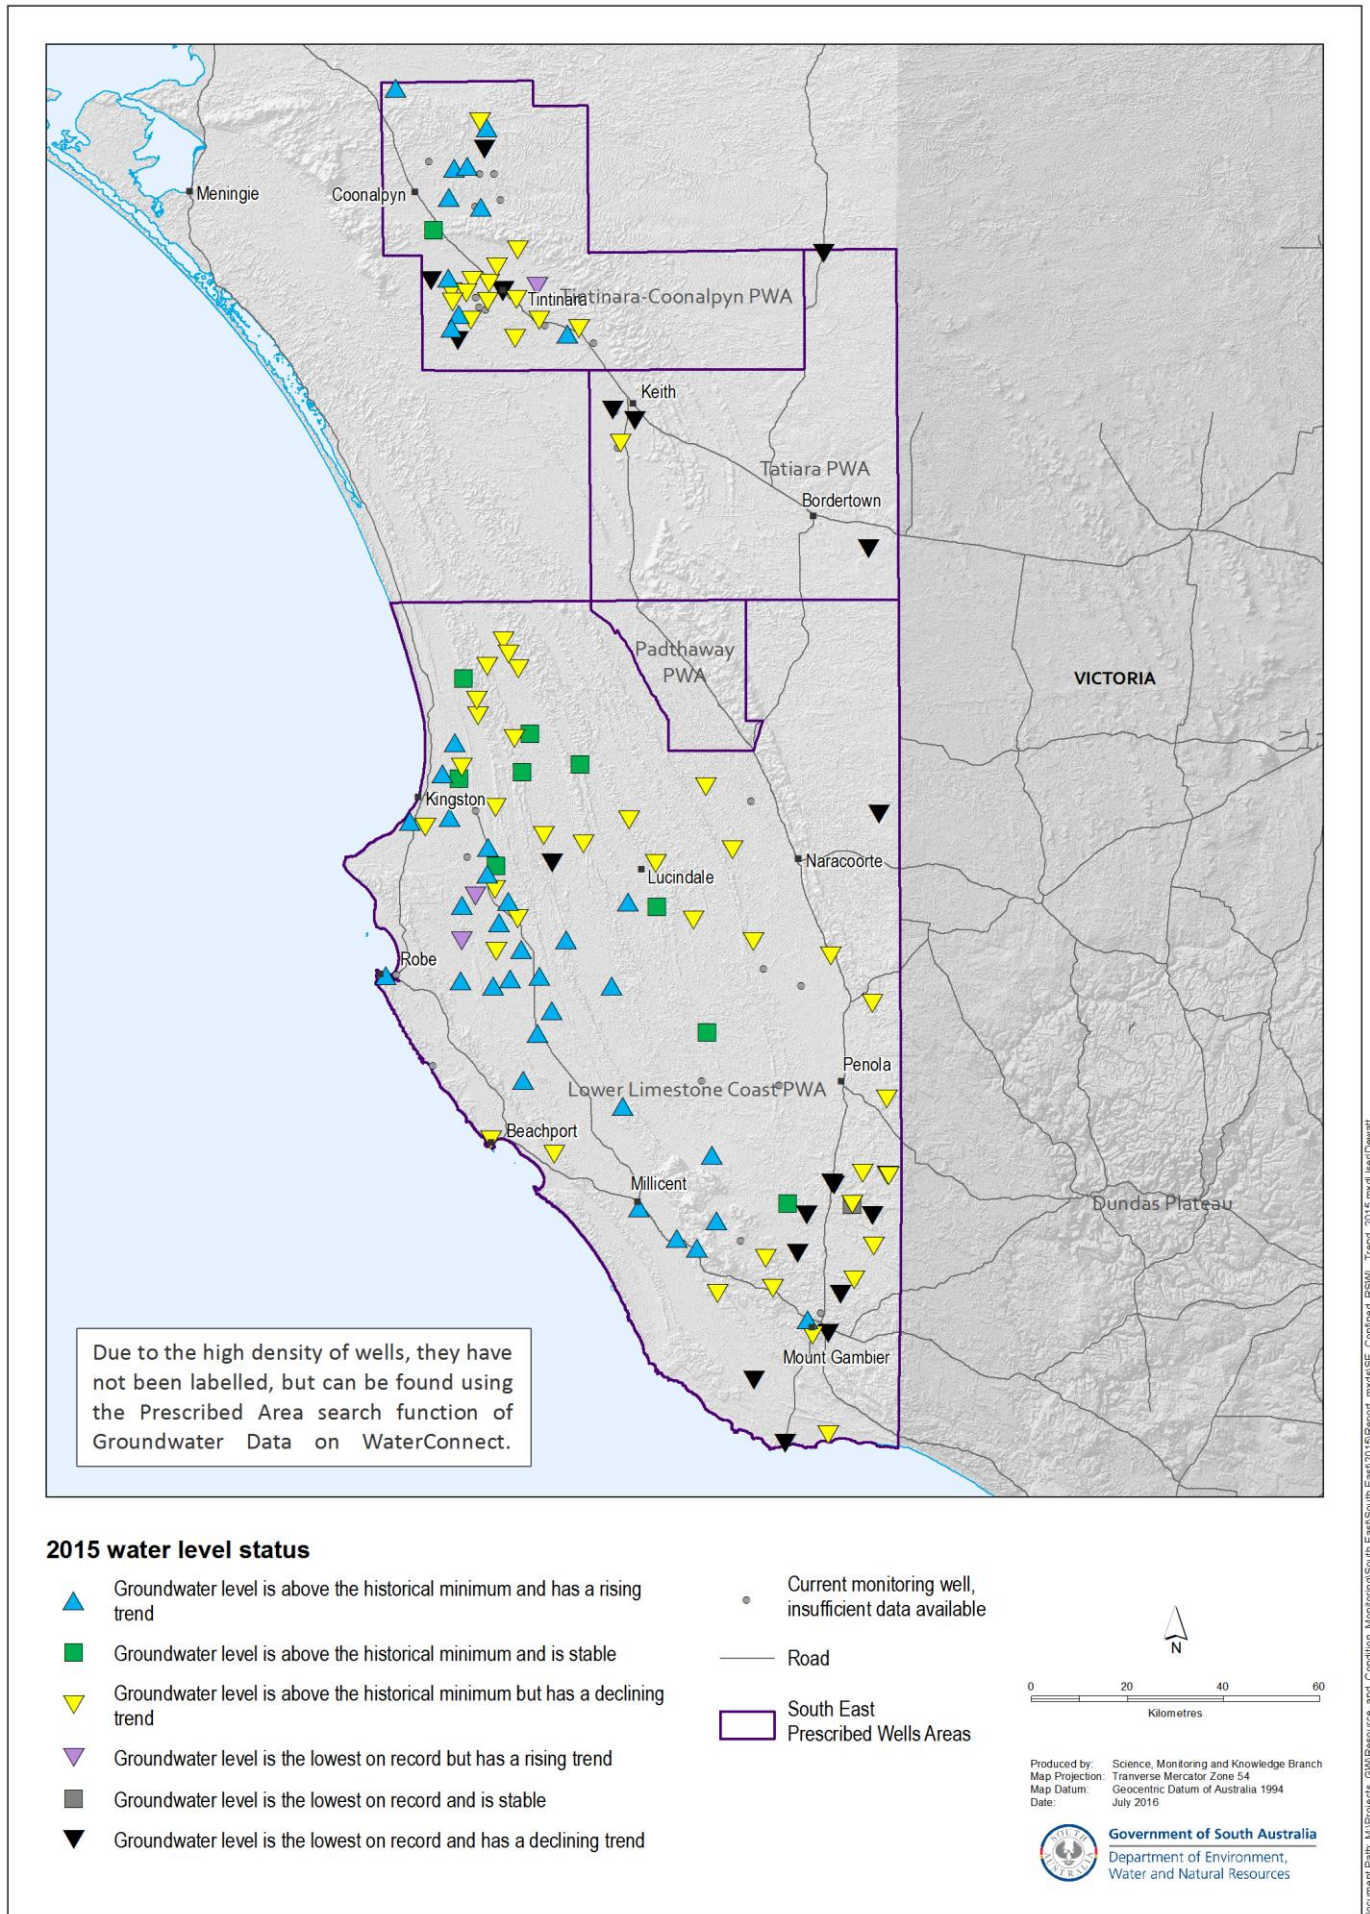 Meningie
Coonalpyn
Tintinara
Tintinara-Coonalpyn PWA
Keith
Tatiara PWA
Bordertown
Padthaway
PWA
VICTORIA
Kingston
Lucindale
Naracoorte
Robe
Penola
Lower Limestone Coast PWA
Beachport
Millicent
Dundas Plateau
Mount Gambier
Due to the high density of wells, they have
not been labelled, but can be found using
the Prescribed Area search function of
Groundwater Data on WaterConnect.
2015 water level status
Groundwater level is above the historical minimum and has a rising
trend
Groundwater level is above the historical minimum and is stable
Groundwater level is above the historical minimum but has a declining
trend
Groundwater level is the lowest on record but has a rising trend
Groundwater level is the lowest on record and is stable
Groundwater level is the lowest on record and has a declining trend
Current monitoring well,
insufficient data available
Road
South East
Prescribed Wells Areas
N
0 20 40 60
Kilometres
Produced by: Science, Monitoring and Knowledge Branch
Map Projection: Tranverse Mercator Zone 54
Map Datum: Geocentric Datum of Australia 1994
Date: July 2016
SOUTH AUSTRALIA
Government of South Australia
Department of Environment,
Water and Natural Resources